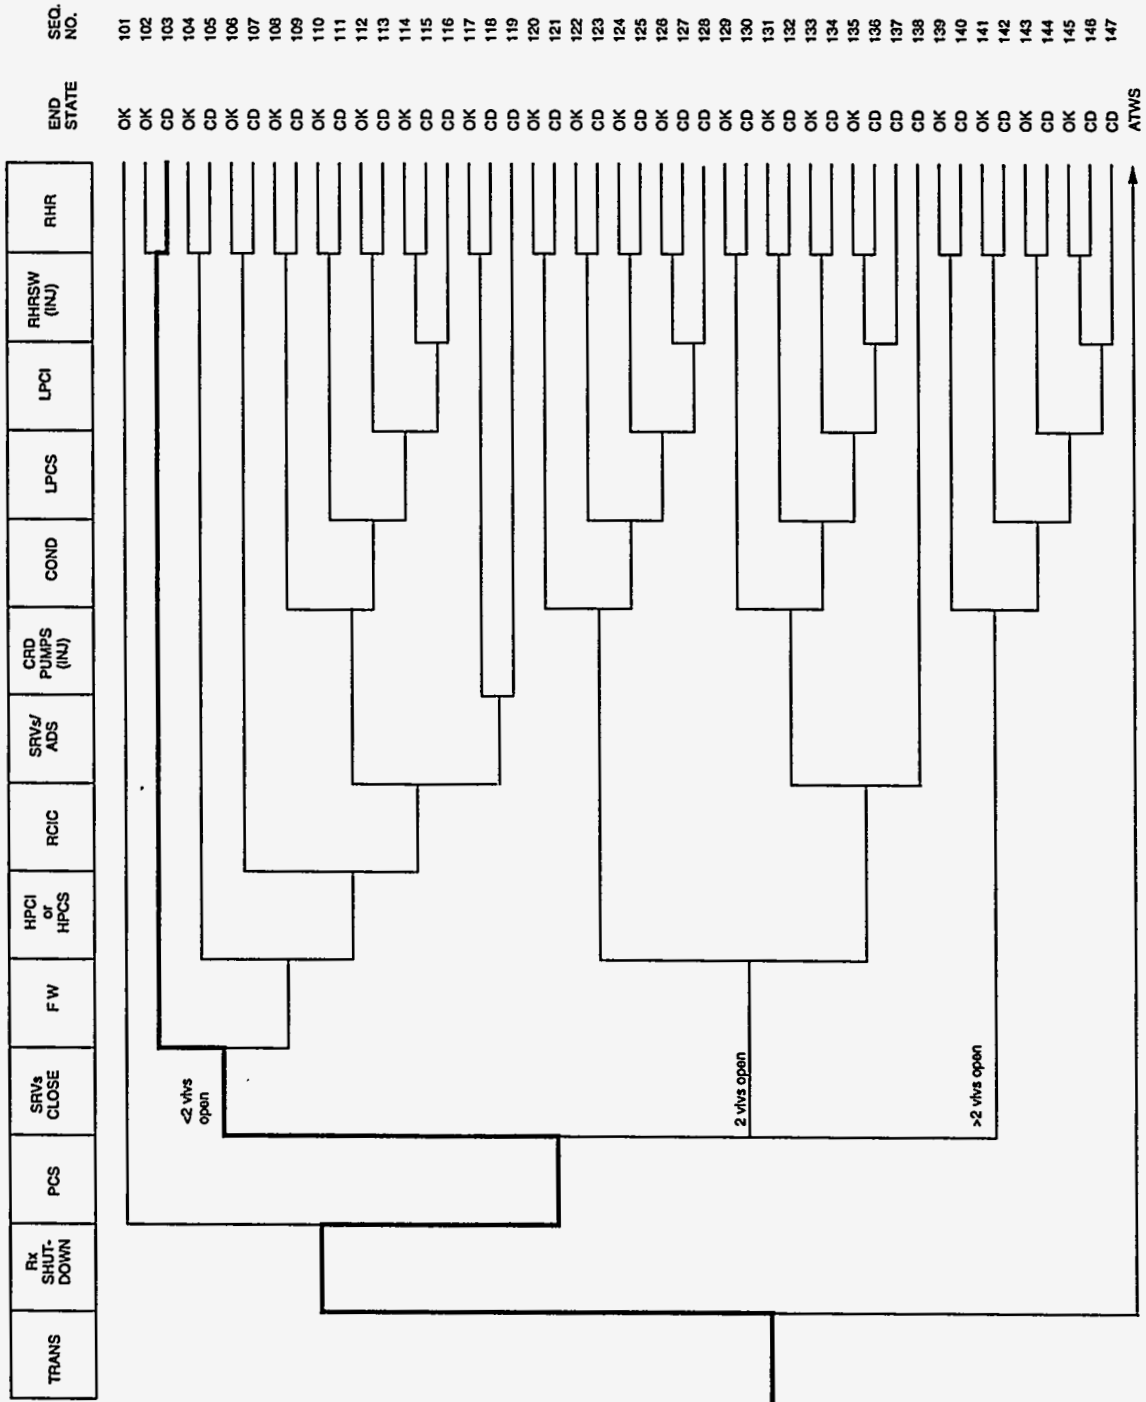 TRANS
Rx
SHUT-
DOWN
PCS
SRVs
CLOSE
FW
HPCI
or
HPCS
RCIC
SRVs/
ADS
CRD
PUMPS
(INJ)
COND
LPCS
LPCI
RHRSW
(INJ)
RHR
END
STATE
SEQ.
NO.
OK 101
OK 102
CD 103
OK 104
CD 105
OK 106
CD 107
OK 108
CD 109
OK 110
CD 111
OK 112
CD 113
OK 114
CD 115
CD 116
OK 117
CD 118
CD 119
OK 120
CD 121
OK 122
CD 123
OK 124
CD 125
OK 126
CD 127
CD 128
OK 129
CD 130
OK 131
CD 132
OK 133
CD 134
OK 135
CD 136
CD 137
CD 138
OK 139
CD 140
OK 141
CD 142
OK 143
CD 144
OK 145
CD 146
CD 147
ATWS
<2 vlvs
open
2 vlvs open
>2 vlvs open